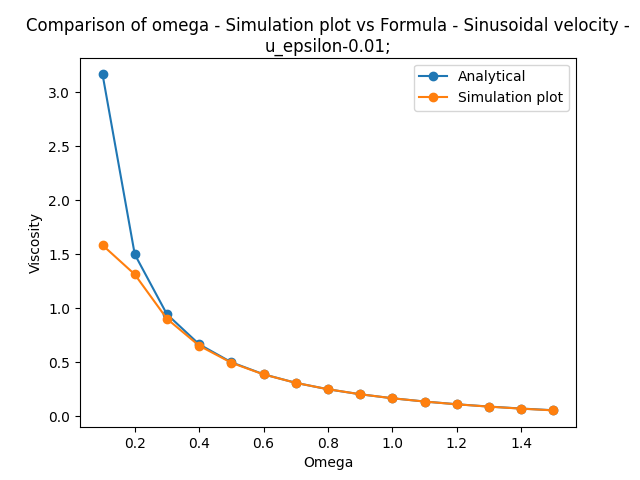 Comparison of omega - Simulation plot vs Formula - Sinusoidal velocity -
u_epsilon-0.01;
Analytical
Simulation plot
3.0
2.5
2.0
1.5
1.0
0.5
0.0
Viscosity
0.2 0.4 0.6 0.8 1.0 1.2 1.4
Omega